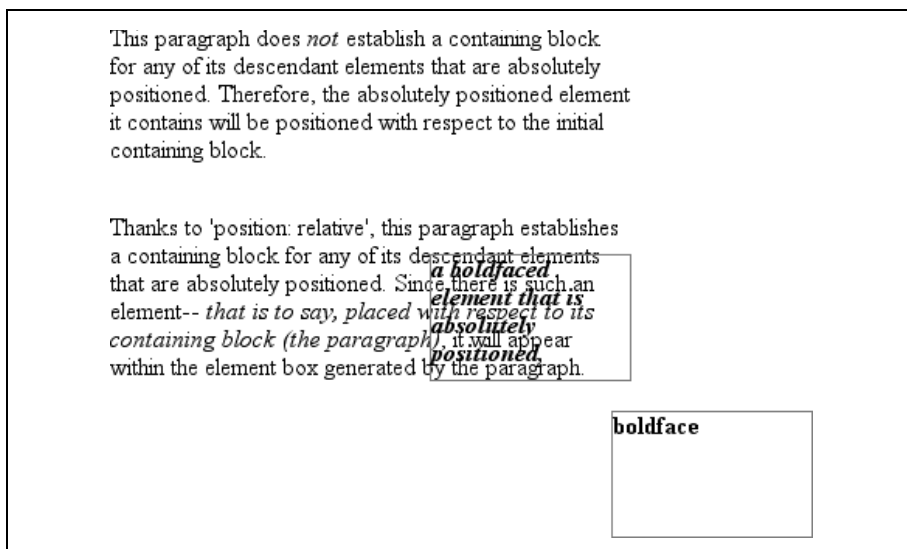 This paragraph does not establish a containing block
for any of its descendant elements that are absolutely
positioned. Therefore, the absolutely positioned element
it contains will be positioned with respect to the initial
containing block.
Thanks to 'position: relative', this paragraph establishes
a containing block for any of its descendant elements
that are absolutely positioned. Since there is such an
element-- that is to say, placed with respect to its
containing block (the paragraph), it will appear
within the element box generated by the paragraph.
a boldfaced
element that is
absolutely
positioned,
boldface